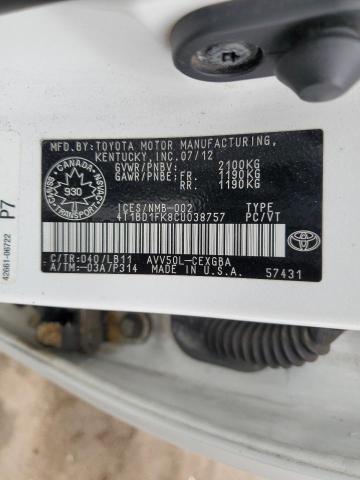 MFD.BY:TOYOTA MOTOR MANUFACTURING,
KENTUCKY, INC. 07/12
GVWR/PNBV: 2100KG
GAWR/PNBE:FR. 1190KG
RR. 1190KG
CANADA
930
ICES/NMB-002 TYPE
4T1BD1FK8CU038757 PC/VT
C/TR:040/LB11 AVV50L-CEXGBA
A/TM:-03A/P314 57431
TOYOTA
P7
42661-06722